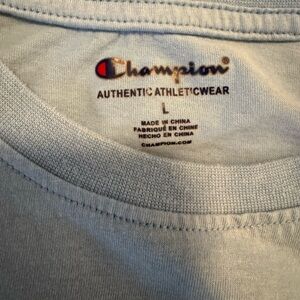 Champion
AUTHENTIC ATHLETICWEAR
L
MADE IN CHINA
FABRIQUÉ EN CHINE
HECHO EN CHINA
CHAMPION.COM